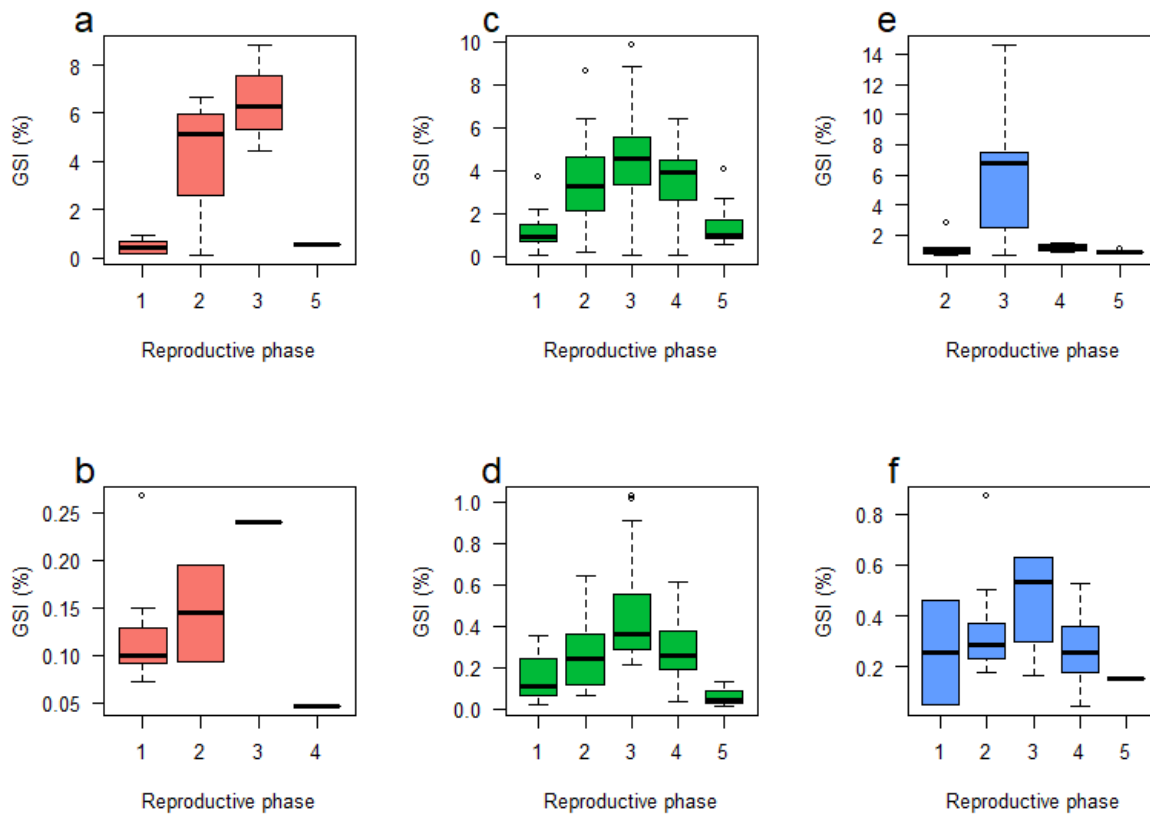 a
GSI (%)
8
6
4
2
0
1 2 3 5
Reproductive phase
c
GSI (%)
10
8
6
4
2
0
1 2 3 4 5
Reproductive phase
e
GSI (%)
14
12
10
8
6
4
2
2 3 4 5
Reproductive phase
b
GSI (%)
0.25
0.20
0.15
0.10
0.05
1 2 3 4
Reproductive phase
d
GSI (%)
1.0
0.8
0.6
0.4
0.2
0.0
1 2 3 4 5
Reproductive phase
f
GSI (%)
0.8
0.6
0.4
0.2
1 2 3 4 5
Reproductive phase